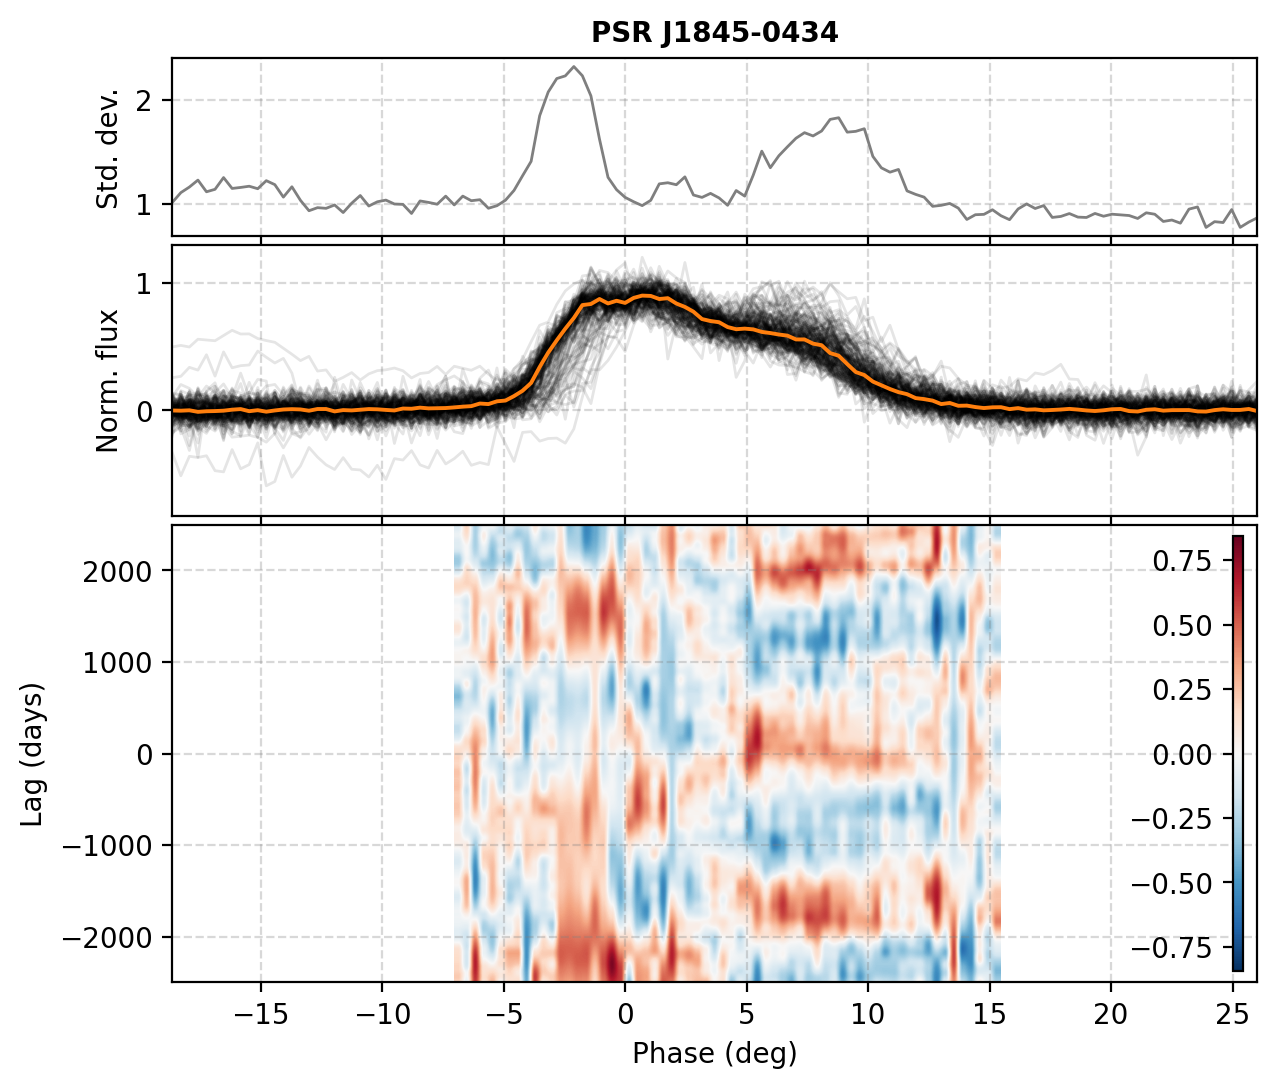 PSR J1845-0434
Std. dev.
2
1
Norm. flux
1
0
Lag (days)
2000
1000
0
−1000
−2000
0.75
0.50
0.25
0.00
−0.25
−0.50
−0.75
−15 −10 −5 0 5 10 15 20 25
Phase (deg)